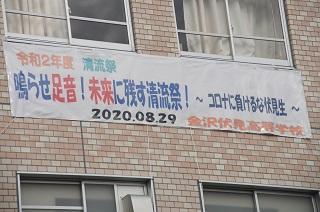 令和2年度 清流祭
鳴らせ足音!未来に残す清流祭! ~コロナに負けるな伏見生~
2020.08.29 金沢伏見高等学校